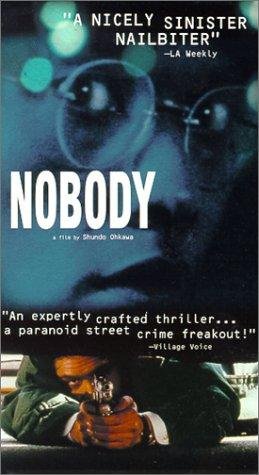 "A NICELY SINISTER
NAILBITER"
—LA Weekly
NOBODY
a film by Shundo Ohkawa
"An expertly crafted thriller...
a paranoid street crime freakout!"
—Village Voice